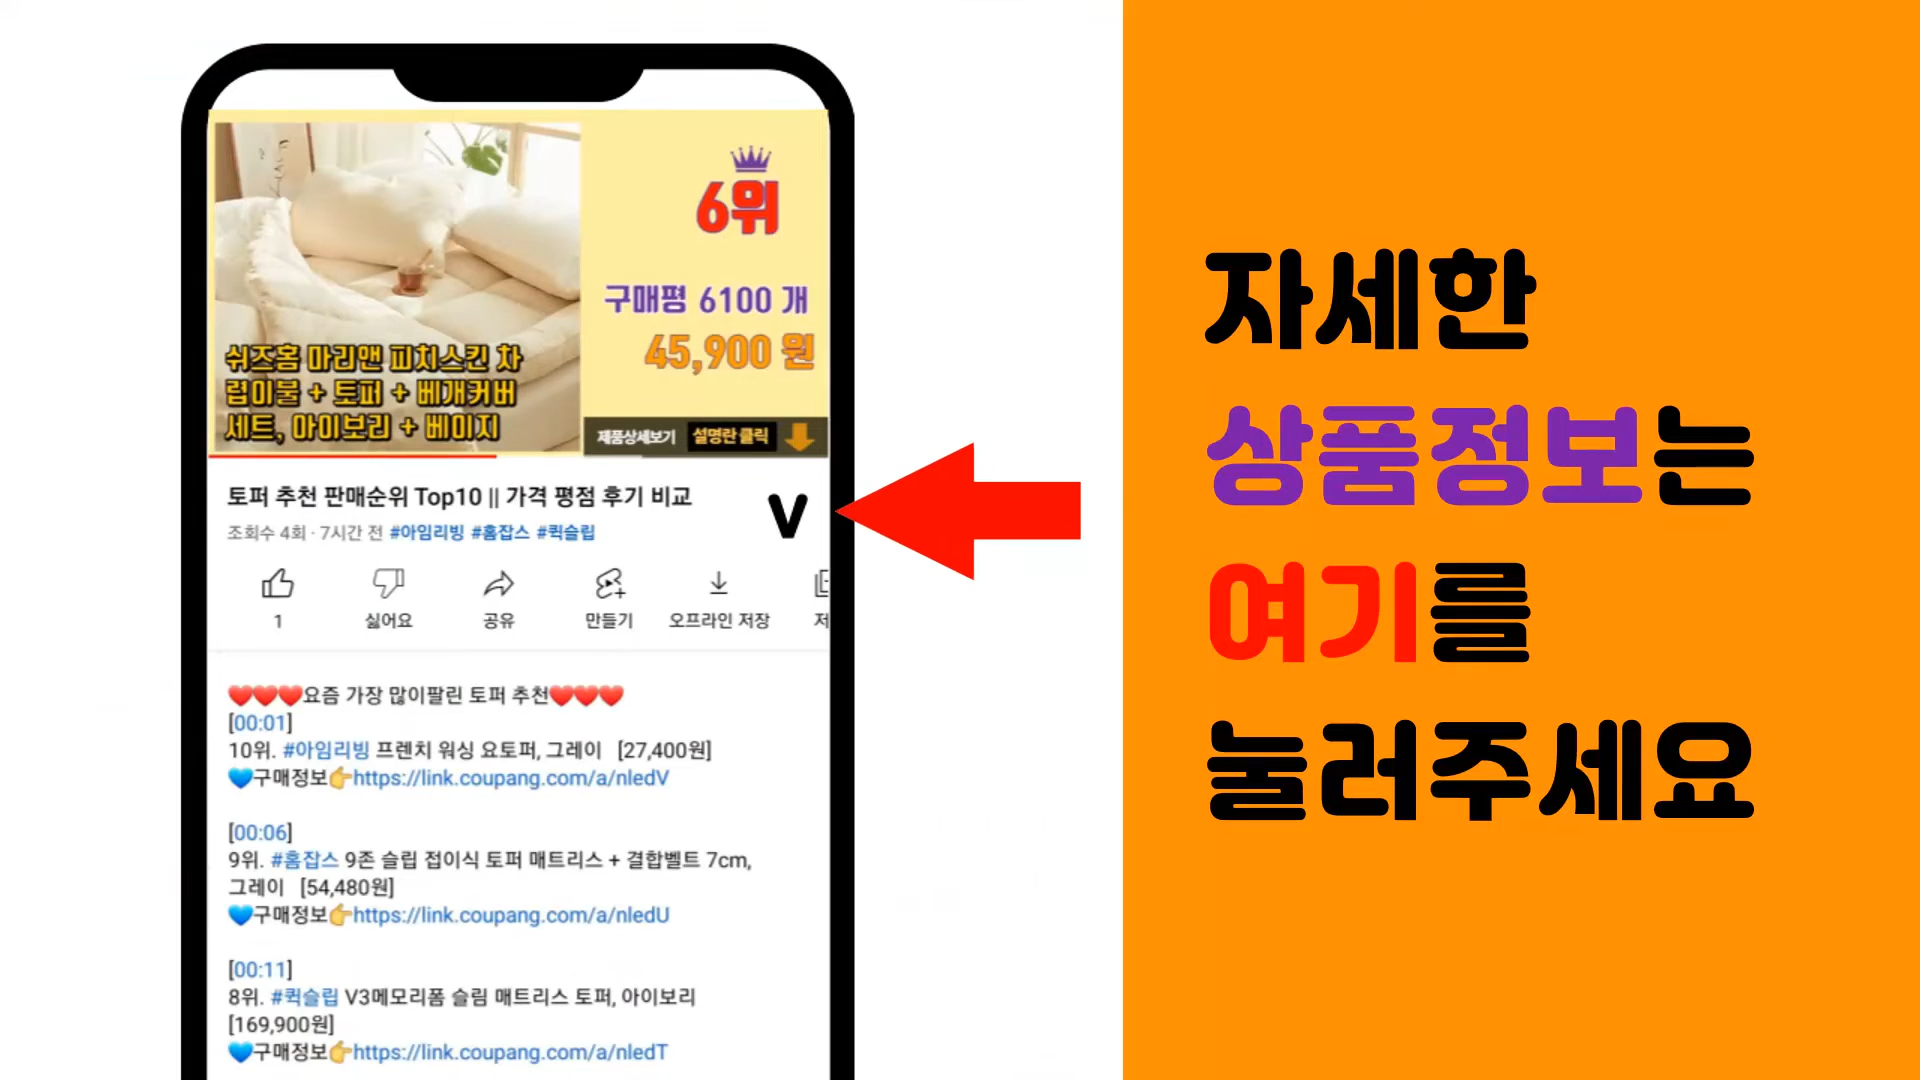 6위
구매평 6100 개
45,900 원
쉬즈홈 마리앤 피치스킨 차
렵이불 + 토퍼 + 베개커버
세트, 아이보리 + 베이지
제품상세보기 설명란 클릭
토퍼 추천 판매순위 Top10 || 가격 평점 후기 비교
V
조회수 4회 · 7시간 전 #아임리빙 #홈잡스 #퀵슬립
1 싫어요 공유 만들기 오프라인 저장 저
❤️❤️❤️요즘 가장 많이팔린 토퍼 추천❤️❤️❤️
[00:01]
10위. #아임리빙 프렌치 워싱 요토퍼, 그레이 [27,400원]
💙구매정보👉https://link.coupang.com/a/nledV
[00:06]
9위. #홈잡스 9존 슬립 접이식 토퍼 매트리스 + 결합벨트 7cm,
그레이 [54,480원]
💙구매정보👉https://link.coupang.com/a/nledU
[00:11]
8위. #퀵슬립 V3메모리폼 슬림 매트리스 토퍼, 아이보리
[169,900원]
💙구매정보👉https://link.coupang.com/a/nledT
자세한
상품정보는
여기를
눌러주세요